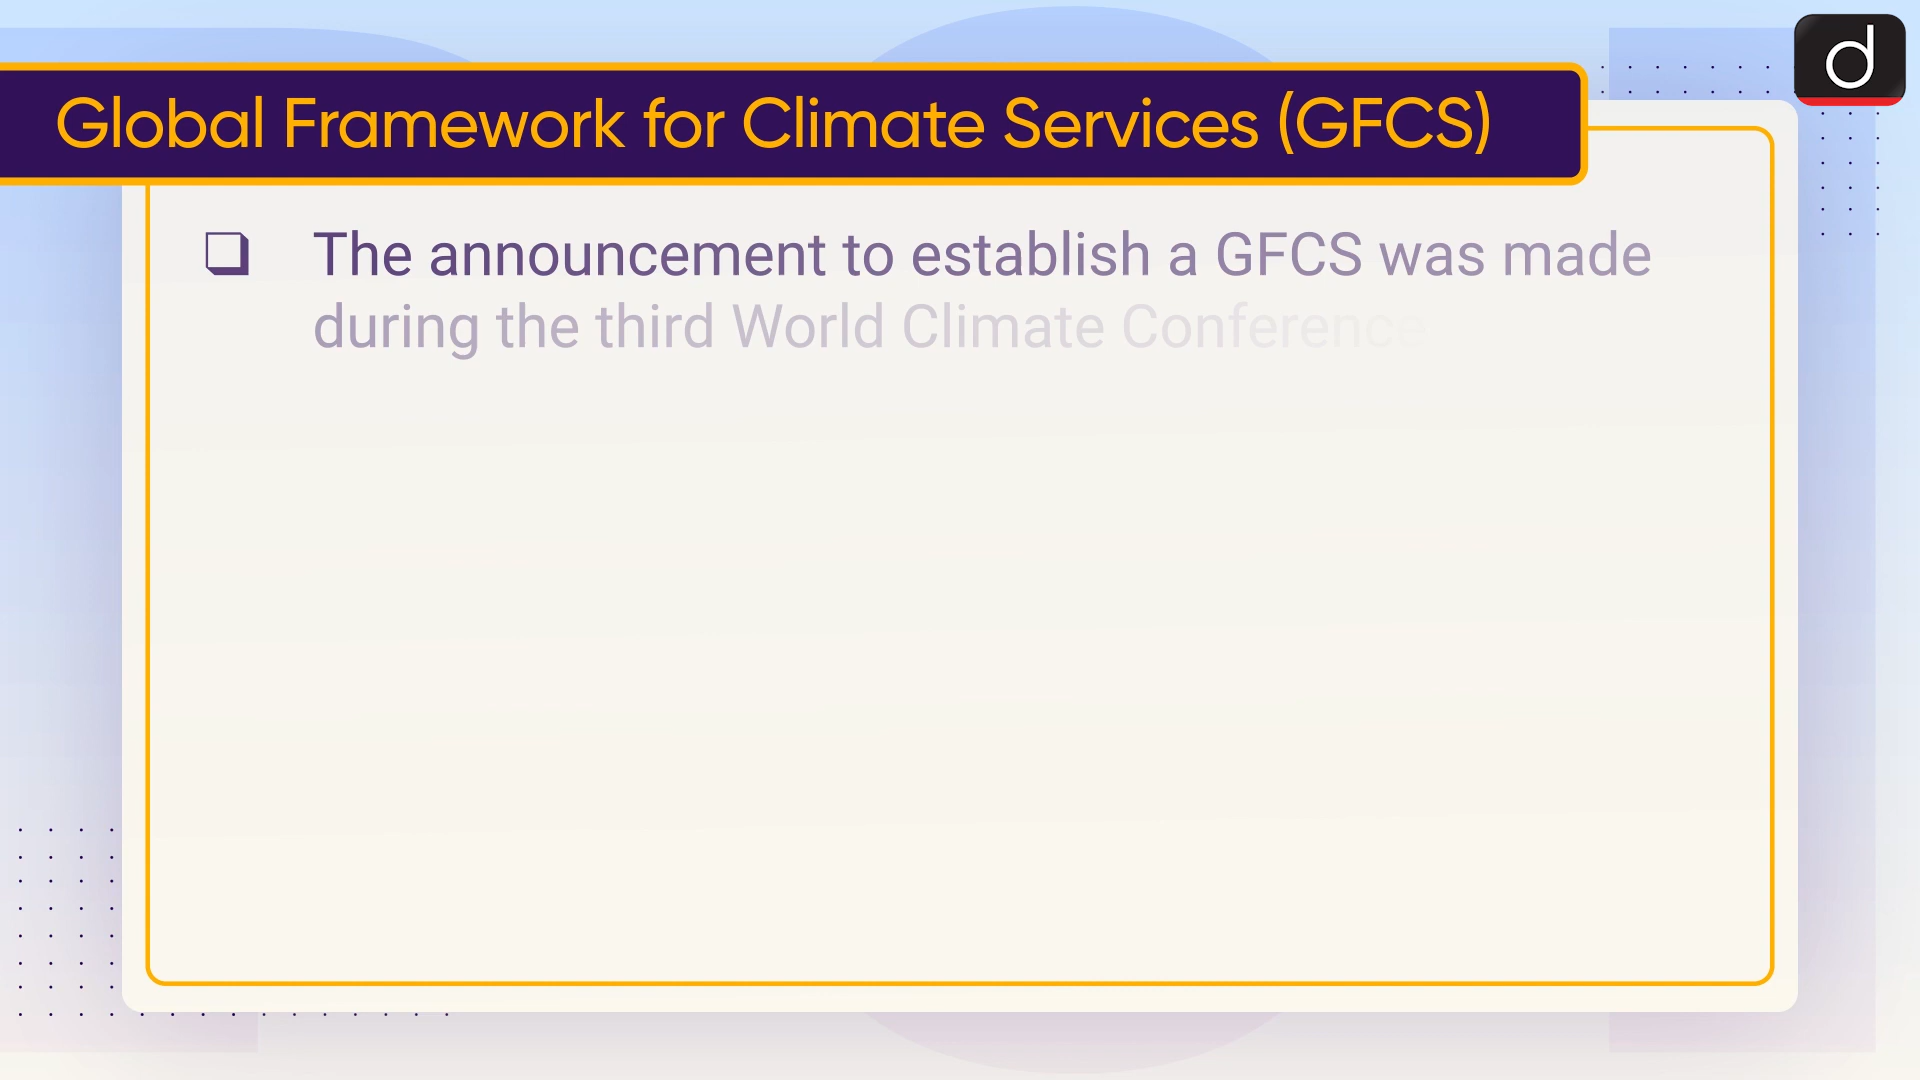 Global Framework for Climate Services (GFCS)
d
❑ The announcement to establish a GFCS was made
during the third World Climate Conference